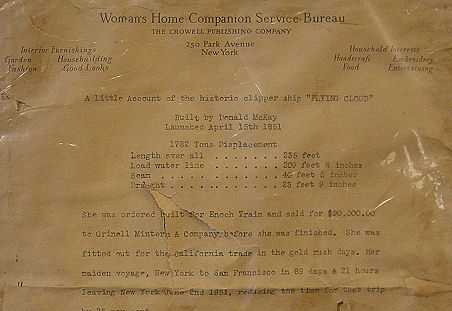 Woman's Home Companion Service Bureau
THE CROWELL PUBLISHING COMPANY
250 Park Avenue
New York
Interior Furnishings
Garden Housebuilding
Fashion Good Looks
Household Interests
Handicraft Embroidery
Food Entertaining
A Little Account of the historic clipper ship "FLYING CLOUD"
Built by Donald McKay
Launched April 15th 1851
1782 Tons Displacement
Length over all . . . . . . . . 235 feet
Load water line . . . . . . . . 209 feet 8 inches
Beam . . . . . . . . . . . . . 40 feet 8 inches
Draught . . . . . . . . . . . . 23 feet 9 inches
She was ordered built for Enoch Train and sold for $90,000.00
to Grinell Mintern & Company before she was finished. She was
fitted out for the California trade in the gold rush days. Her
maiden voyage, New York to San Francisco in 89 days & 21 hours
leaving New York June 2nd 1851, reducing the time for that trip
by 25 per cent